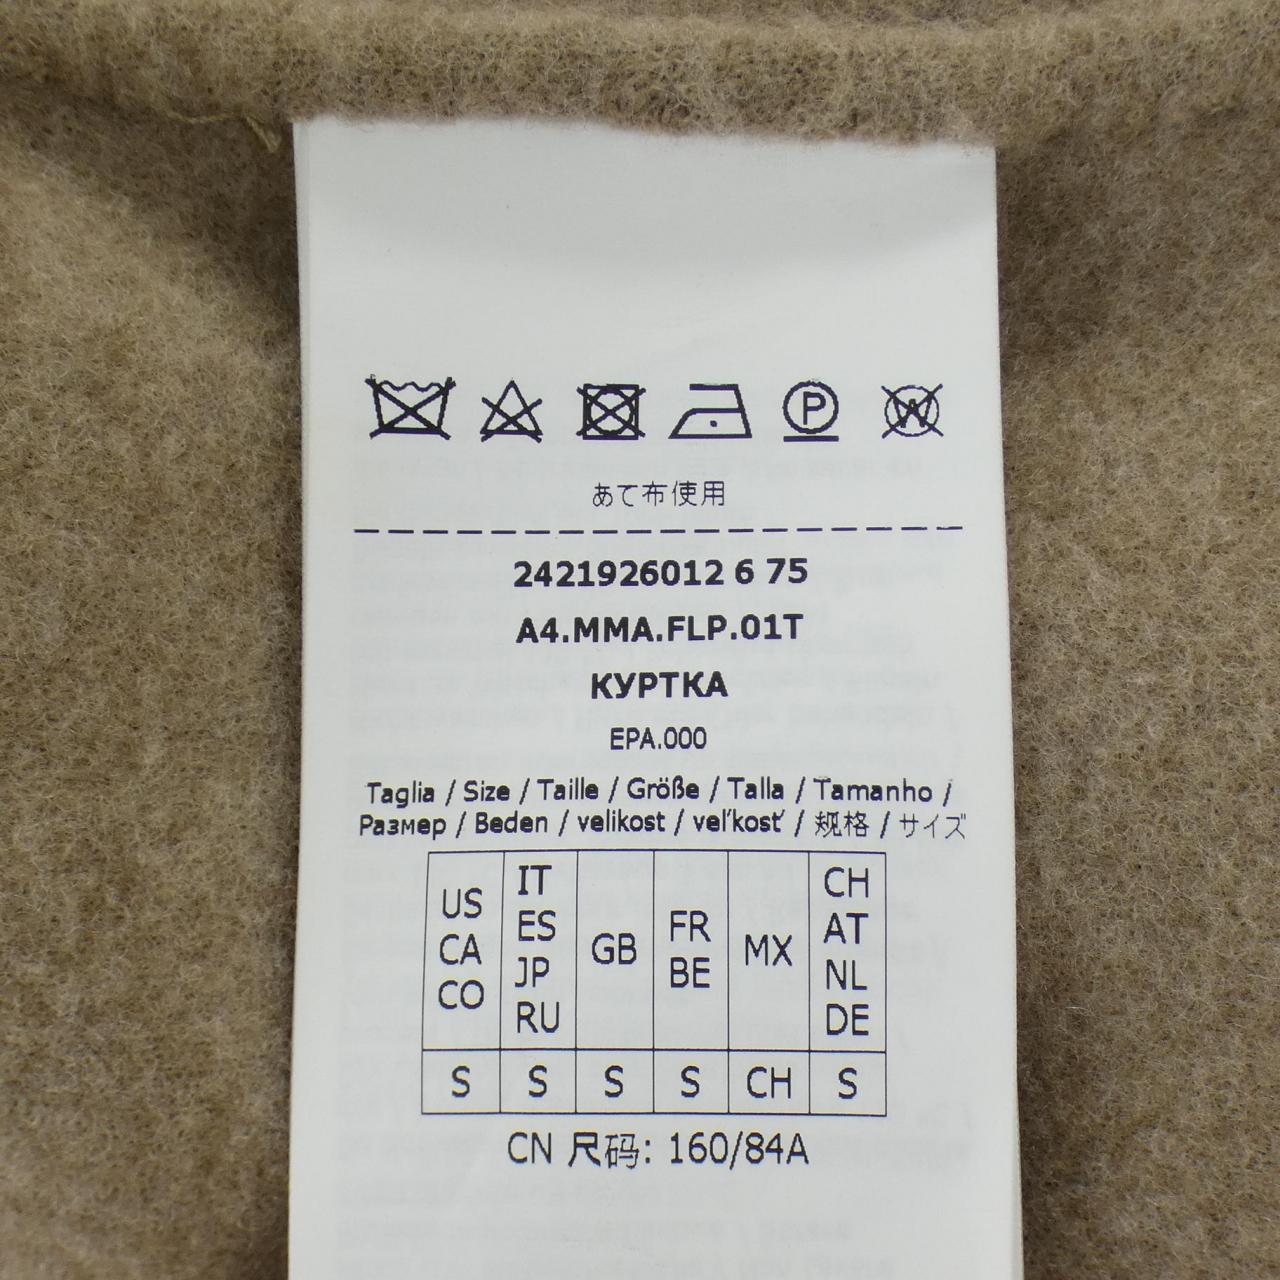 P W
あて布使用
2421926012 6 75
A4.MMA.FLP.01T
КУРТКА
EPA.000
Taglia / Size / Taille / Größe / Talla / Tamanho /
Размер / Beden / velikost / veľkosť / 规格 / サイズ
US CA CO IT ES JP RU GB FR BE MX CH AT NL DE
S S S S CH S
CN 尺码: 160/84A